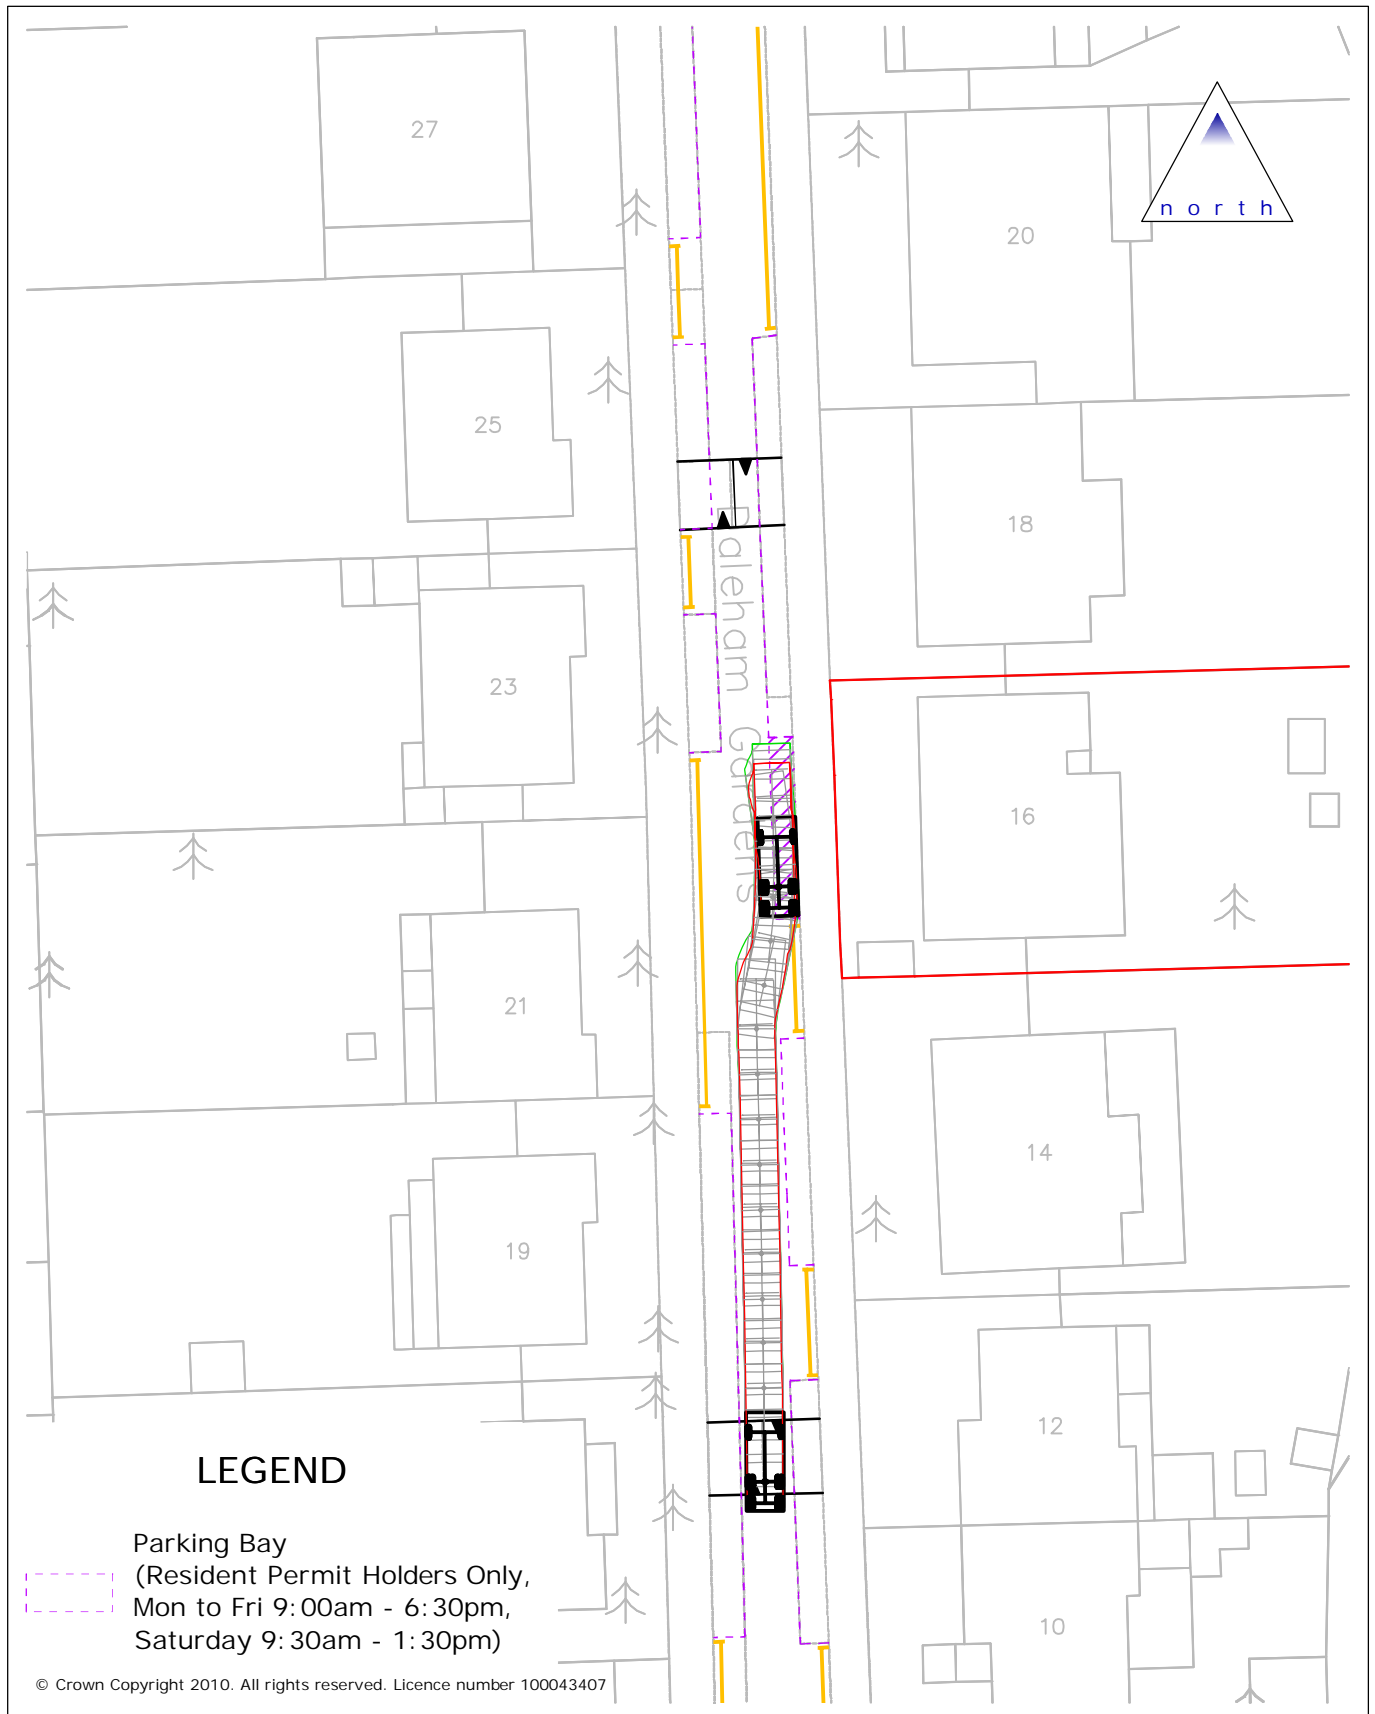 27
north
20
25
18
Daleham Gardens
23
16
21
14
19
12
LEGEND
Parking Bay
(Resident Permit Holders Only,
Mon to Fri 9:00am - 6:30pm,
Saturday 9:30am - 1:30pm)
10
© Crown Copyright 2010. All rights reserved. Licence number 100043407